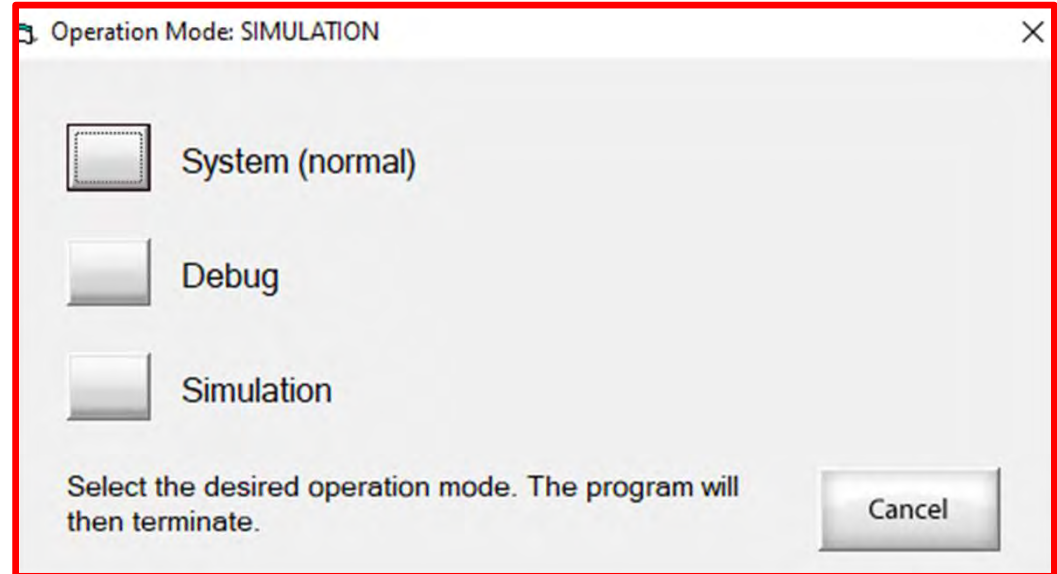 Operation Mode: SIMULATION
System (normal)
Debug
Simulation
Select the desired operation mode. The program will
then terminate.
Cancel